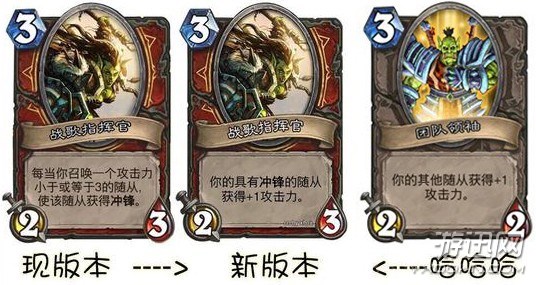 3
战歌指挥官
每当你召唤一个攻击力
小于或等于3的随从，
使该随从获得冲锋。
2
3
3
战歌指挥官
你的具有冲锋的随从
获得+1攻击力。
2
3
3
团队领袖
你的其他随从获得+1
攻击力。
2
2
现版本 ----> 新版本 <----哈哈哈
游讯网